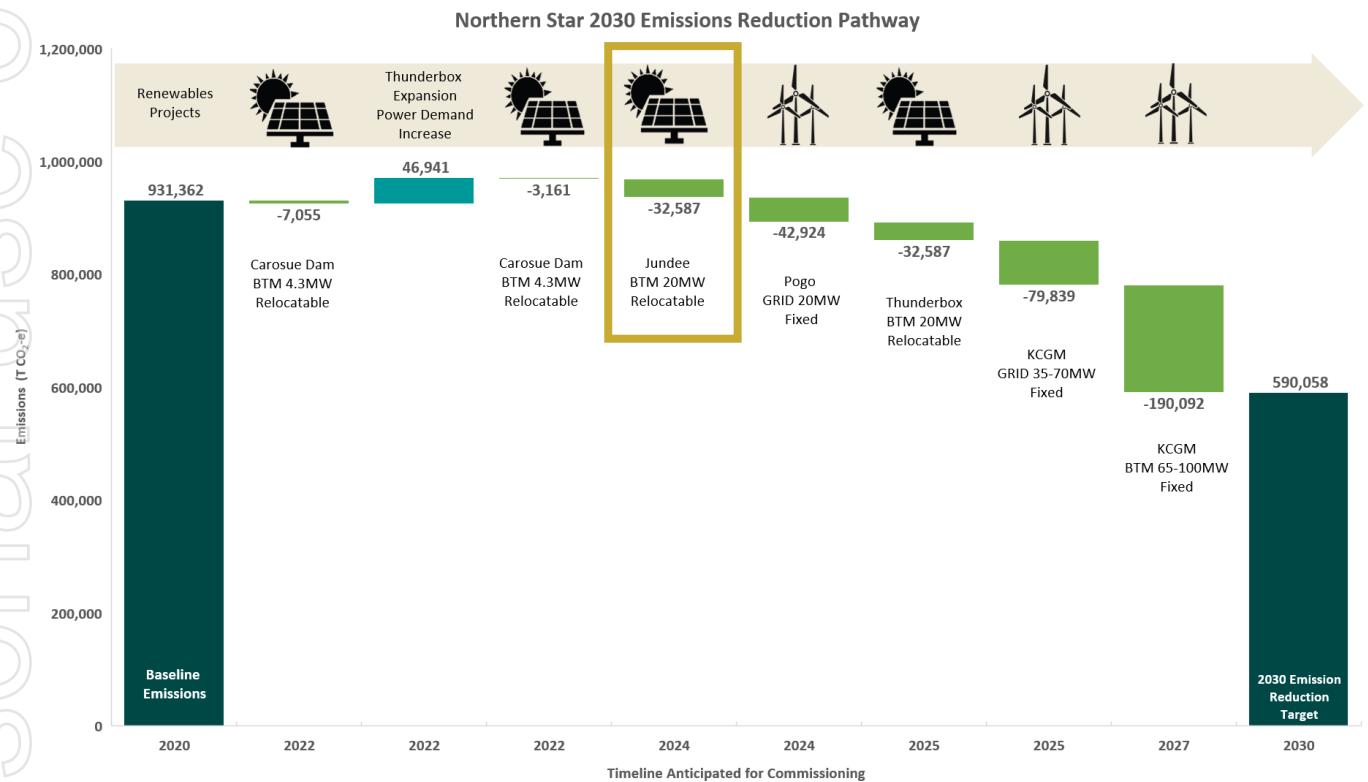 Northern Star 2030 Emissions Reduction Pathway
1,200,000
1,000,000
800,000
600,000
400,000
200,000
0
Emissions (T CO₂-e)
Renewables
Projects
Thunderbox
Expansion
Power Demand
Increase
931,362
-7,055
46,941
-3,161
-32,587
-42,924
-32,587
-79,839
-190,092
590,058
Carosue Dam
BTM 4.3MW
Relocatable
Carosue Dam
BTM 4.3MW
Relocatable
Jundee
BTM 20MW
Relocatable
Pogo
GRID 20MW
Fixed
Thunderbox
BTM 20MW
Relocatable
KCGM
GRID 35-70MW
Fixed
KCGM
BTM 65-100MW
Fixed
Baseline
Emissions
2030 Emission
Reduction
Target
2020
2022
2022
2022
2024
2024
2025
2025
2027
2030
Timeline Anticipated for Commissioning